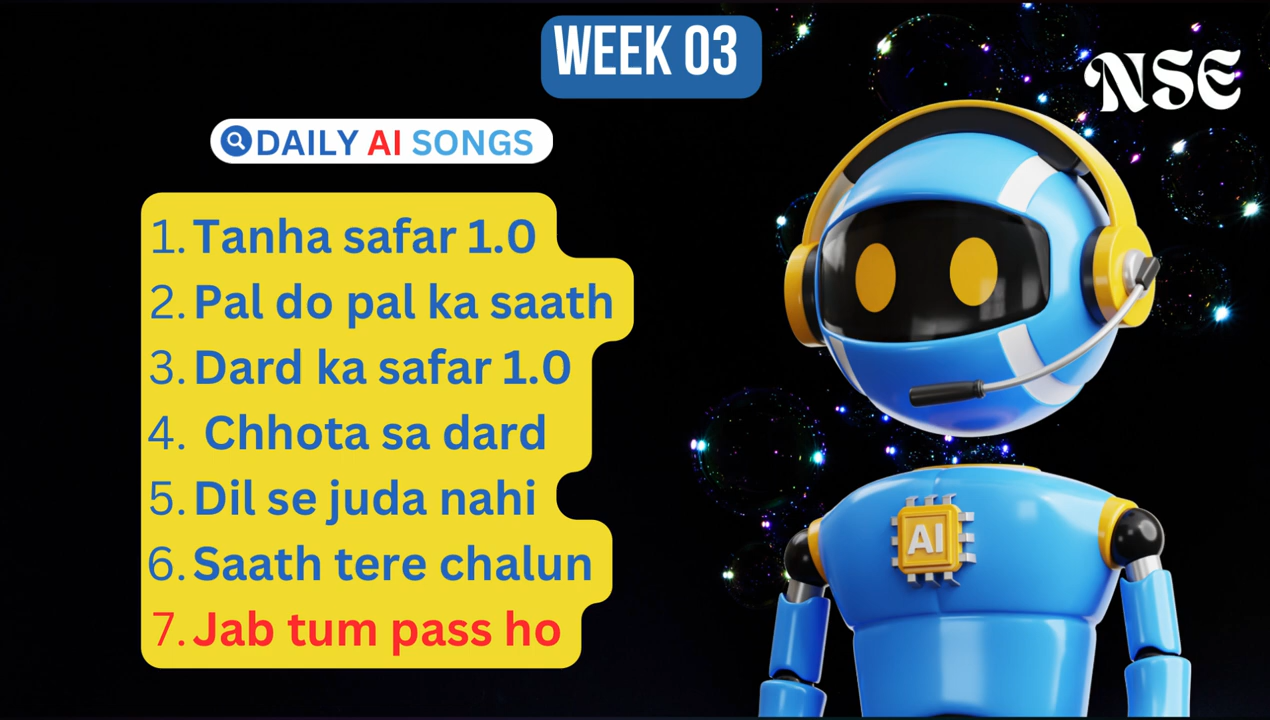 WEEK 03
NSE
DAILY AI SONGS
1. Tanha safar 1.0
2. Pal do pal ka saath
3. Dard ka safar 1.0
4. Chhota sa dard
5. Dil se juda nahi
6. Saath tere chalun
7. Jab tum pass ho
AI